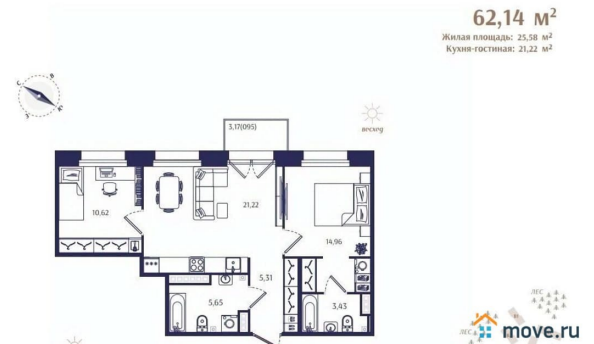 62,14 м²
Жилая площадь: 25,58 м²
Кухня-гостиная: 21,22 м²
С
В
Ю
З
3,17(095)
восход
10,62
21,22
14,96
5,31
5,65
3,43
ЛЕС
ЛЕС
move.ru